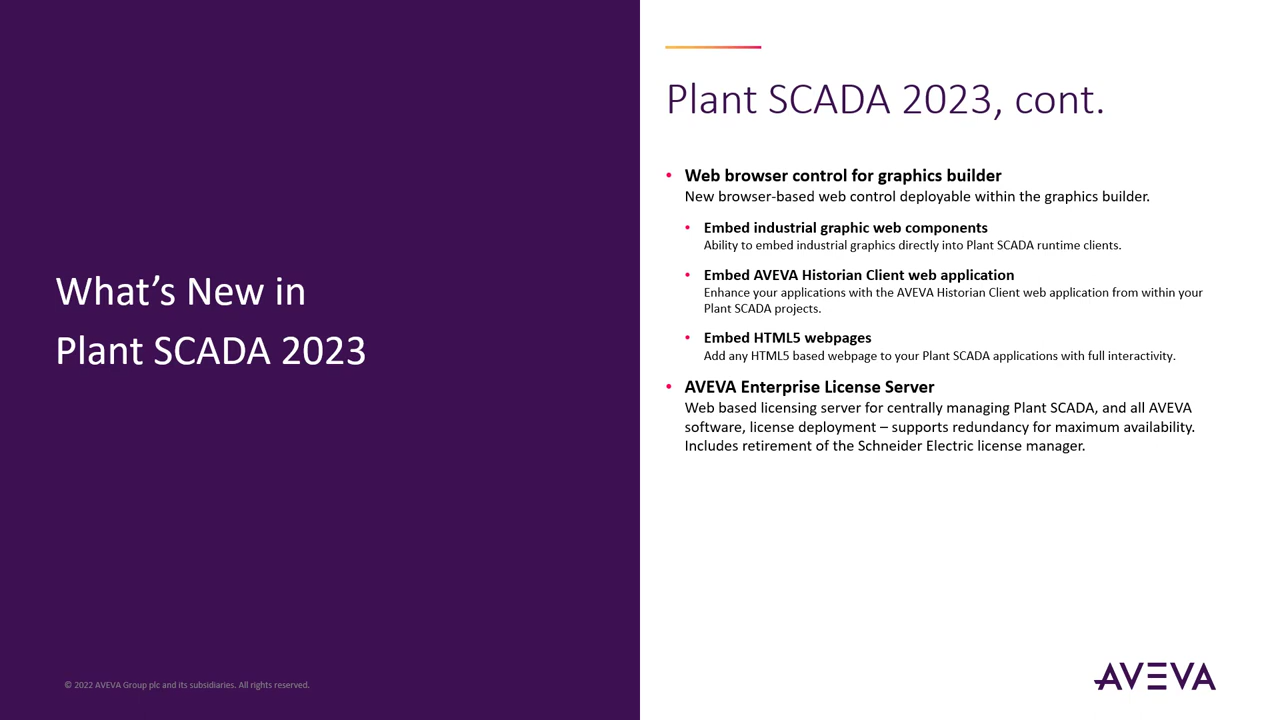 What’s New in
Plant SCADA 2023
© 2022 AVEVA Group plc and its subsidiaries. All rights reserved.
Plant SCADA 2023, cont.
• Web browser control for graphics builder
New browser-based web control deployable within the graphics builder.
• Embed industrial graphic web components
Ability to embed industrial graphics directly into Plant SCADA runtime clients.
• Embed AVEVA Historian Client web application
Enhance your applications with the AVEVA Historian Client web application from within your
Plant SCADA projects.
• Embed HTML5 webpages
Add any HTML5 based webpage to your Plant SCADA applications with full interactivity.
• AVEVA Enterprise License Server
Web based licensing server for centrally managing Plant SCADA, and all AVEVA
software, license deployment – supports redundancy for maximum availability.
Includes retirement of the Schneider Electric license manager.
AVEVA